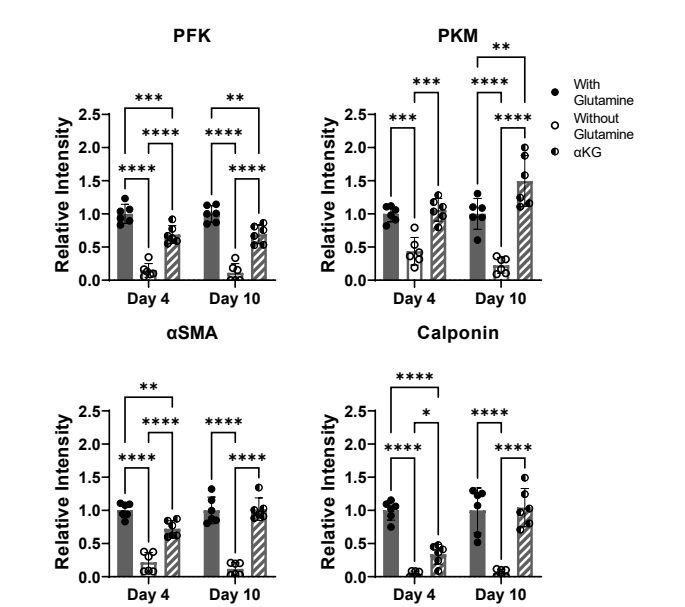 PFK
PKM
**
***
**
***
****
****
****
***
****
****
****
With
Glutamine
Without
Glutamine
αKG
Relative Intensity
2.5
2.0
1.5
1.0
0.5
0.0
Day 4
Day 10
Relative Intensity
2.5
2.0
1.5
1.0
0.5
0.0
Day 4
Day 10
αSMA
Calponin
**
****
****
****
****
****
****
*
****
****
****
Relative Intensity
2.5
2.0
1.5
1.0
0.5
0.0
Day 4
Day 10
Relative Intensity
2.5
2.0
1.5
1.0
0.5
0.0
Day 4
Day 10